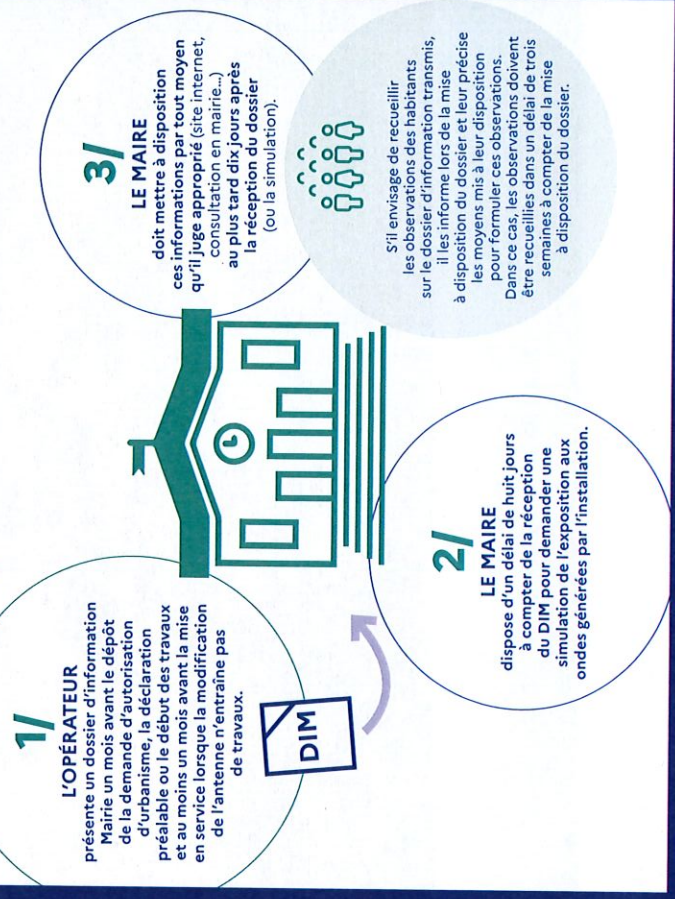 1/
L'OPÉRATEUR
présente un dossier d'information
Mairie un mois avant le dépôt
de la demande d'autorisation
d'urbanisme, la déclaration
préalable ou le début des travaux
et au moins un mois avant la mise
en service lorsque la modification
de l'antenne n'entraîne pas
de travaux.
DIM
2/
LE MAIRE
dispose d'un délai de huit jours
à compter de la réception
du DIM pour demander une
simulation de l'exposition aux
ondes générées par l'installation.
3/
LE MAIRE
doit mettre à disposition
ces informations par tout moyen
qu'il juge approprié (site internet,
consultation en mairie...)
au plus tard dix jours après
la réception du dossier
(ou la simulation).
S'il envisage de recueillir
les observations des habitants
sur le dossier d'information transmis,
il les informe lors de la mise
à disposition du dossier et leur précise
les moyens mis à leur disposition
pour formuler ces observations.
Dans ce cas, les observations doivent
être recueillies dans un délai de trois
semaines à compter de la mise
à disposition du dossier.